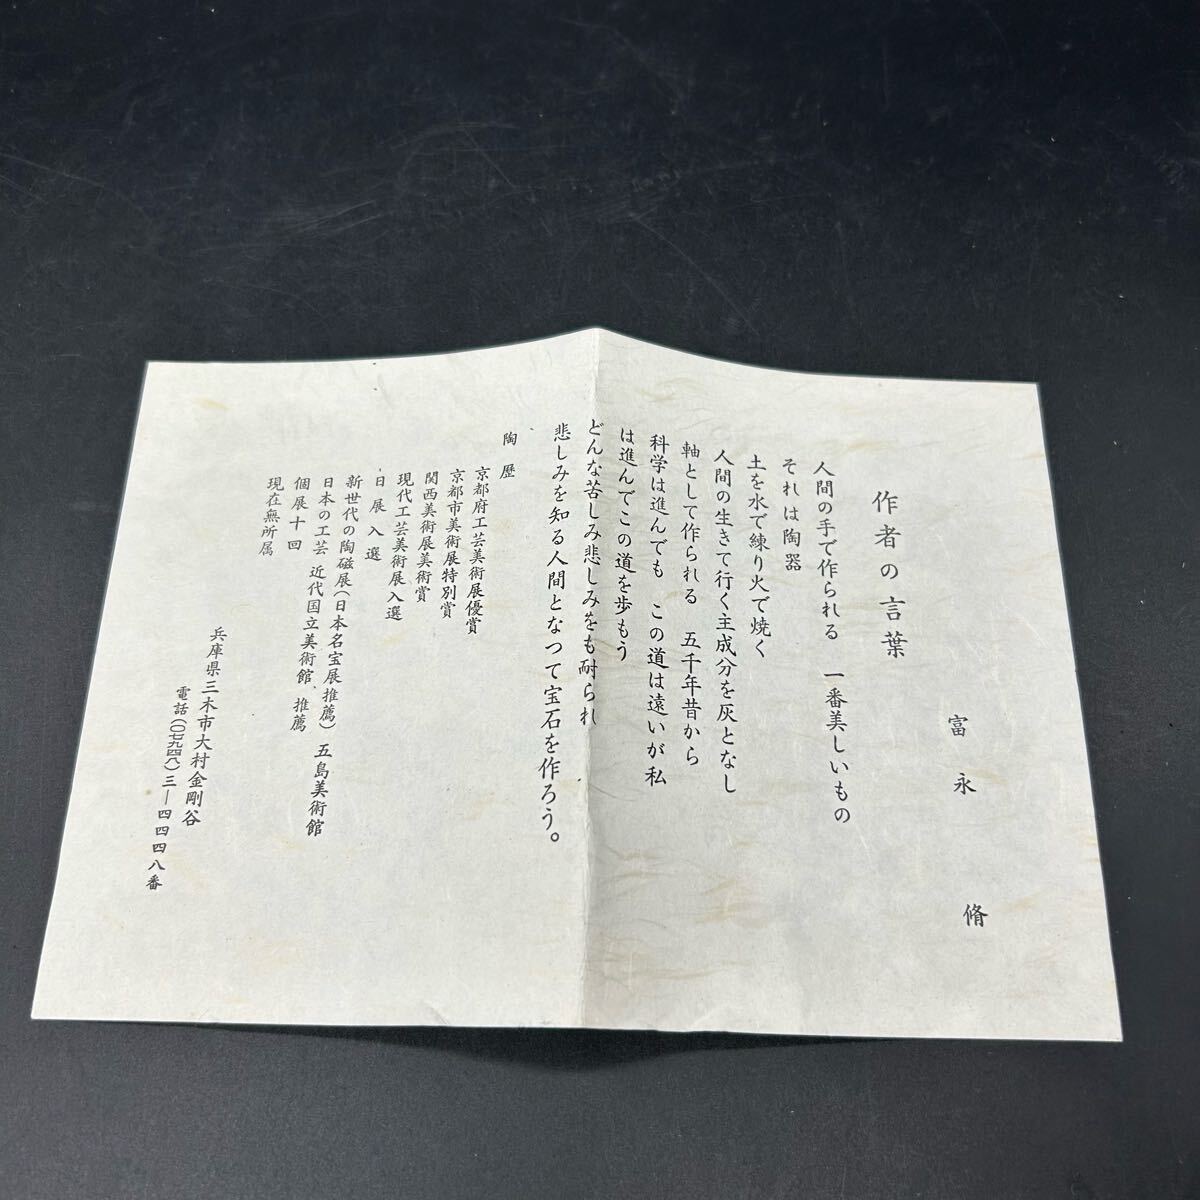 作者の言葉
富永 脩
人間の手で作られる 一番美しいもの
それは陶器
土を水で練り火で焼く
人間の生きて行く主成分を灰となし
軸として作られる 五千年昔から
科学は進んでも この道は遠いが私
は進んでこの道を歩もう
どんな苦しみ悲しみをも耐られ
悲しみを知る人間となつて宝石を作ろう。
陶歴
京都府工芸美術展優賞
京都市美術展特別賞
関西美術展美術賞
現代工芸美術展入選
日展入選
新世代の陶磁展(日本名宝展推薦) 五島美術館
日本の工芸 近代国立美術館、推薦
個展十回
現在無所属
兵庫県三木市大村金剛谷
電話(〇七九四八)三―四四四八番